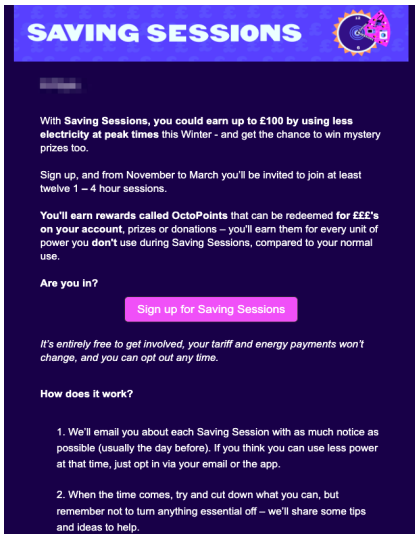 SAVING SESSIONS
With Saving Sessions, you could earn up to £100 by using less
electricity at peak times this Winter - and get the chance to win mystery
prizes too.
Sign up, and from November to March you'll be invited to join at least
twelve 1 – 4 hour sessions.
You'll earn rewards called OctoPoints that can be redeemed for £££'s
on your account, prizes or donations – you'll earn them for every unit of
power you don't use during Saving Sessions, compared to your normal
use.
Are you in?
Sign up for Saving Sessions
It's entirely free to get involved, your tariff and energy payments won't
change, and you can opt out any time.
How does it work?
1. We'll email you about each Saving Session with as much notice as
possible (usually the day before). If you think you can use less power
at that time, just opt in via your email or the app.
2. When the time comes, try and cut down what you can, but
remember not to turn anything essential off – we'll share some tips
and ideas to help.